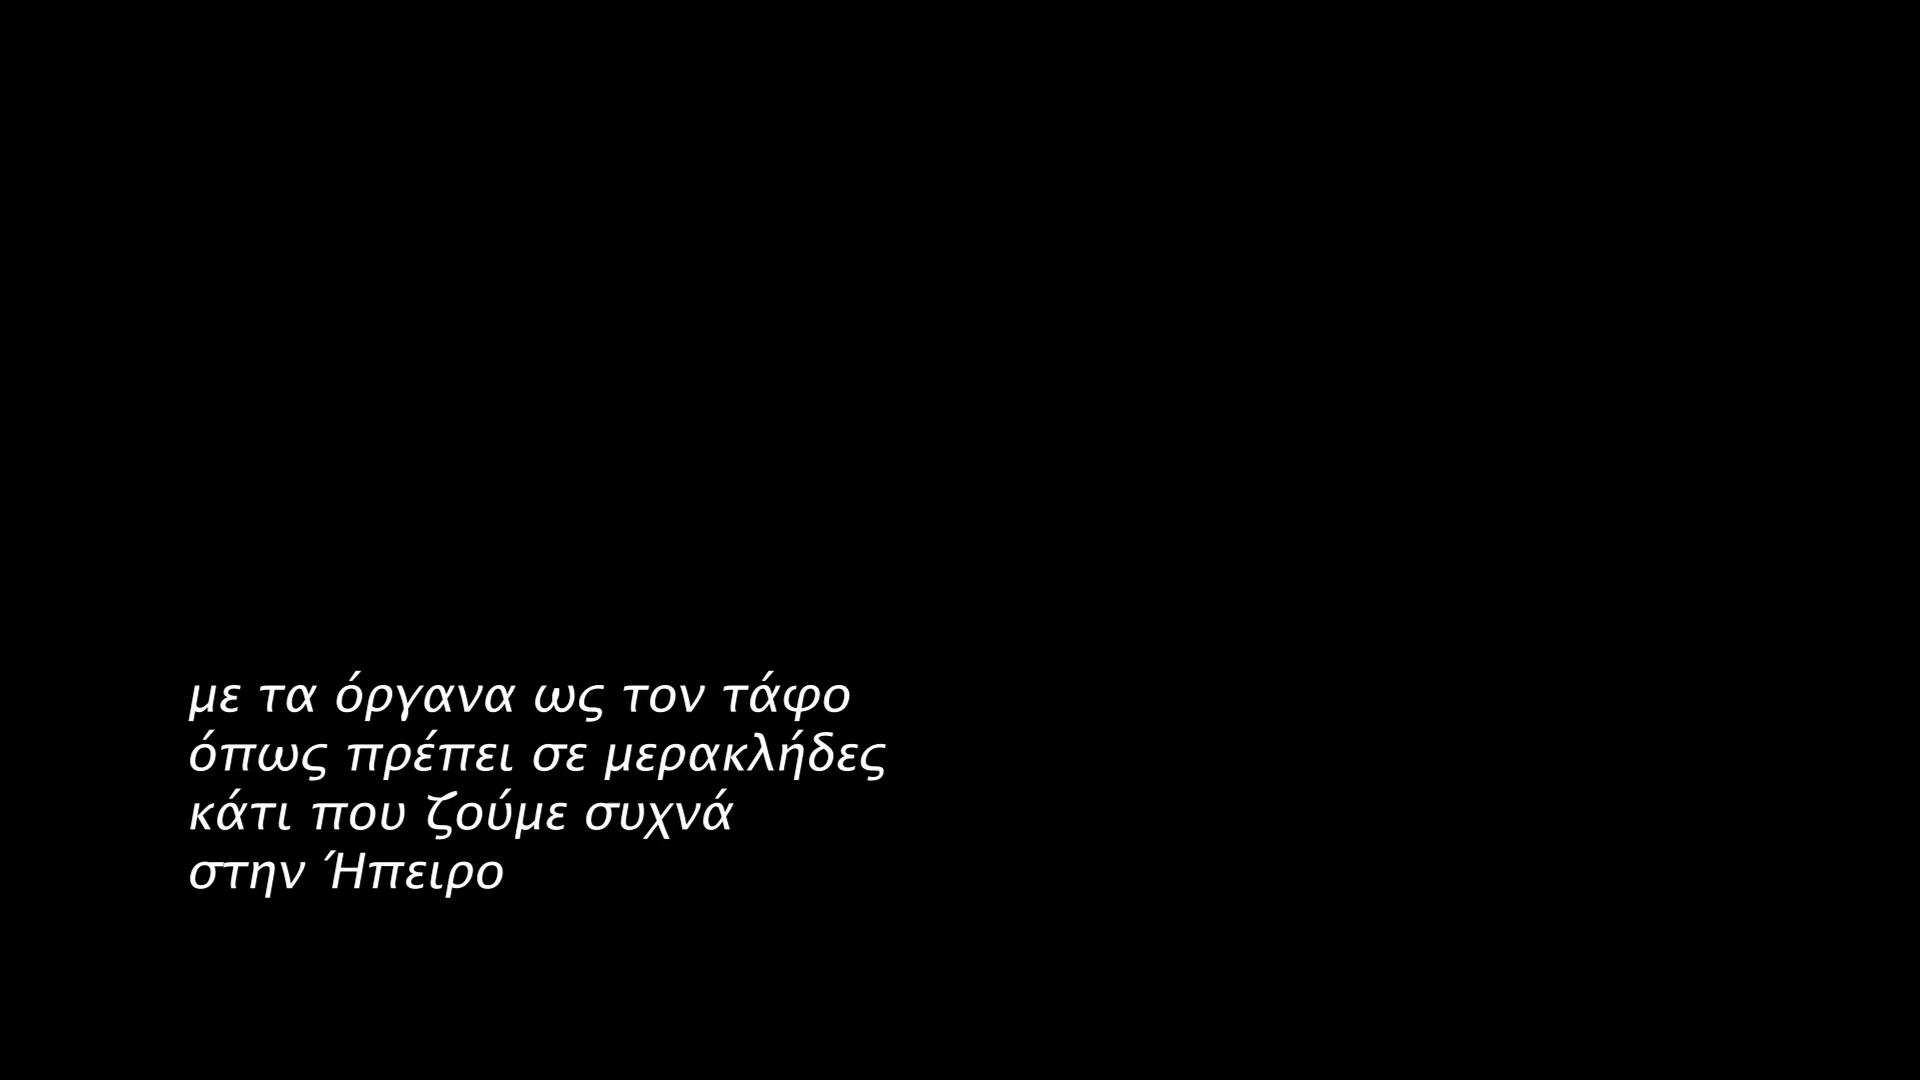 με τα όργανα ως τον τάφο
όπως πρέπει σε μερακλήδες
κάτι που ζούμε συχνά
στην Ήπειρο